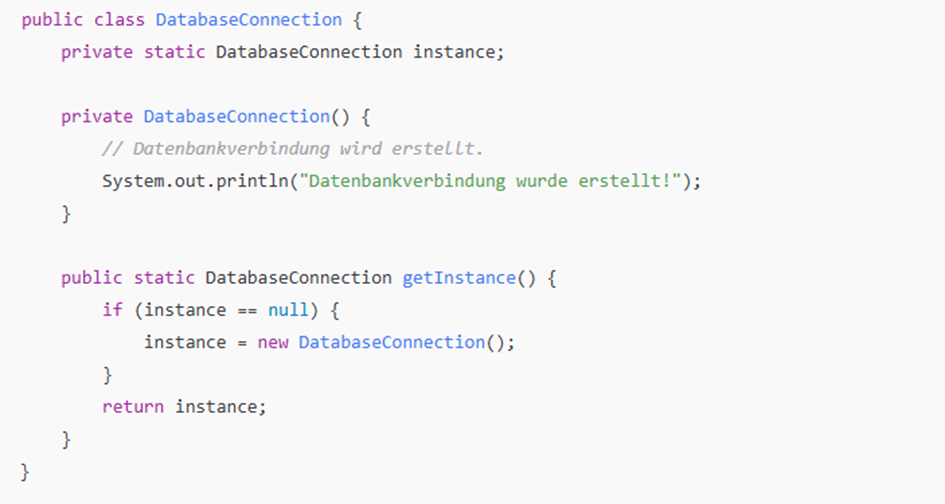 public class DatabaseConnection {
    private static DatabaseConnection instance;

    private DatabaseConnection() {
        // Datenbankverbindung wird erstellt.
        System.out.println("Datenbankverbindung wurde erstellt!");
    }

    public static DatabaseConnection getInstance() {
        if (instance == null) {
            instance = new DatabaseConnection();
        }
        return instance;
    }
}